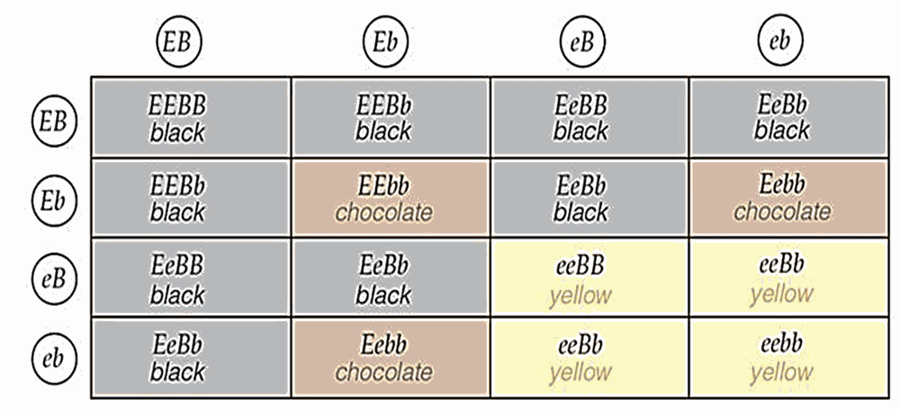 EB Eb eB eb
EB
EEBB EEBb EeBB EeBb
black black black black
Eb
EEBb EEbb EeBb Eebb
black chocolate black chocolate
eB
EeBB EeBb eeBB eeBb
black black yellow yellow
eb
EeBb Eebb eeBb eebb
black chocolate yellow yellow